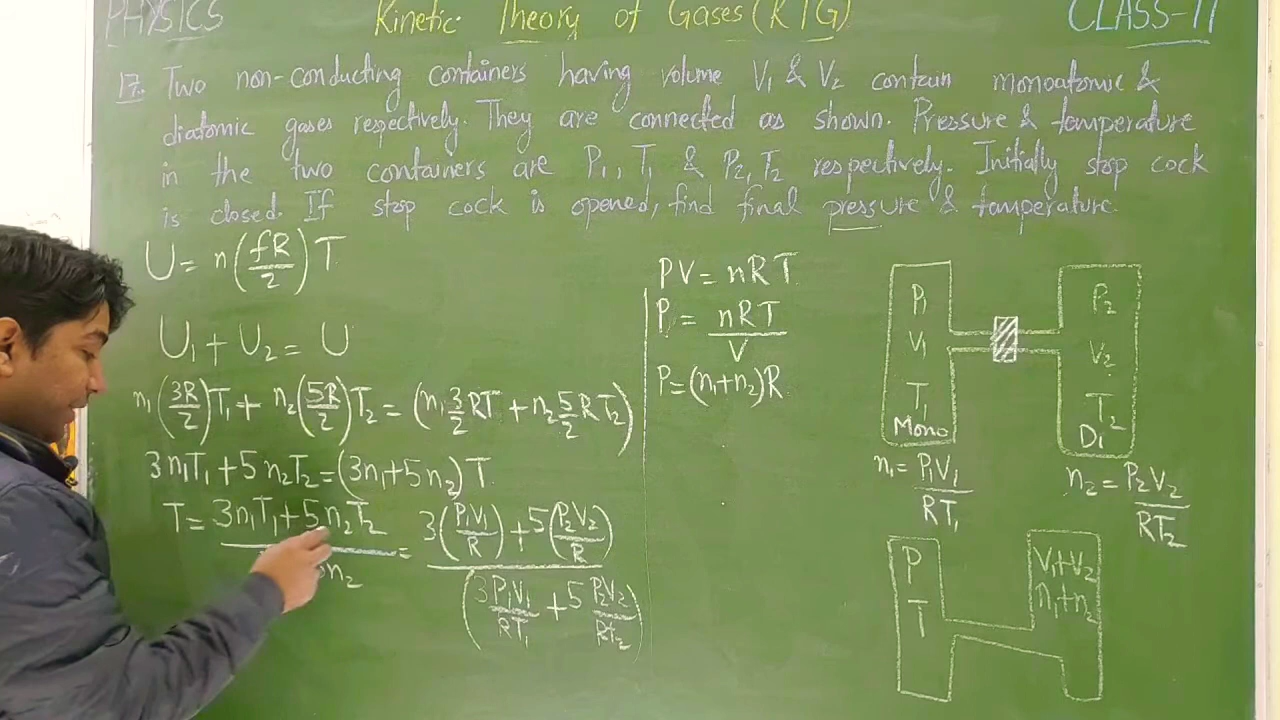 PHYSICS Kinetic Theory of Gases (KTG) CLASS-11
17. Two non-conducting containers having volume V₁ & V₂ contain monoatomic &
diatomic gases respectively. They are connected as shown. Pressure & temperature
in the two containers are P₁, T₁ & P₂, T₂ respectively. Initially stop cock
is closed. If stop cock is opened, find final pressure & temperature.
U = n(fR/2)T
U₁ + U₂ = U
n₁(3R/2)T₁ + n₂(5R/2)T₂ = (n₁ 3/2 RT + n₂ 5/2 RT₂)
3n₁T₁ + 5n₂T₂ = (3n₁+5n₂)T
T = 3n₁T₁+5n₂T₂ / n₂ = 3(P₁V₁/R) + 5(P₂V₂/R) / (3 P₁V₁/RT₁ + 5 P₂V₂/RT₂)
PV = nRT
P = nRT/V
P = (n₁+n₂)R
P₁
V₁
T₁
Mono
n₁ = P₁V₁/RT₁
P₂
V₂
T₂
Di
n₂ = P₂V₂/RT₂
P
T
V₁+V₂
n₁+n₂